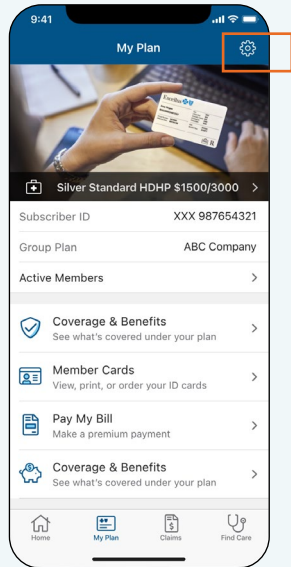 9:41
My Plan
Excellus
Silver Standard HDHP $1500/3000
Subscriber ID XXX 987654321
Group Plan ABC Company
Active Members
Coverage & Benefits
See what's covered under your plan
Member Cards
View, print, or order your ID cards
Pay My Bill
Make a premium payment
Coverage & Benefits
See what's covered under your plan
Home My Plan Claims Find Care